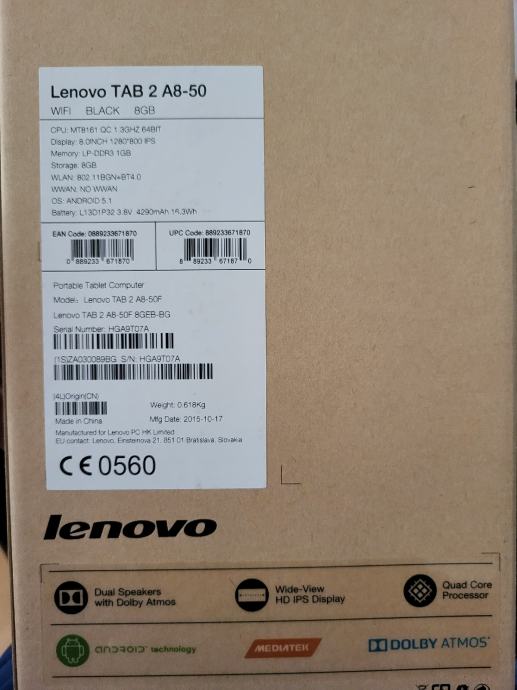 Lenovo TAB 2 A8-50
WIFI BLACK 8GB
CPU: MT8161 QC 1.3GHZ 64BIT
Display: 8.0INCH 1280*800 IPS
Memory: LP-DDR3 1GB
Storage: 8GB
WLAN: 802.11BGN+BT4.0
WWAN: NO WWAN
OS: ANDROID 5.1
Battery: L13D1P32 3.8V 4290mAh 16.3Wh
EAN Code: 0889233671870
UPC Code: 889233671870
0 889233 671870
8 89233 67187 0
Portable Tablet Computer
Model: Lenovo TAB 2 A8-50F
Lenovo TAB 2 A8-50F 8GEB-BG
Serial Number: HGA9T07A
(1S)ZA030089BG S/N: HGA9T07A
(4L)Origin(CN)
Weight: 0.618Kg
Made in China
Mfg Date: 2015-10-17
Manufactured for Lenovo PC HK Limited
EU contact: Lenovo, Einsteinova 21, 851 01 Bratislava, Slovakia
CE0560
lenovo
Dual Speakers
with Dolby Atmos
Wide-View
HD IPS Display
Quad Core
Processor
ANDROID technology
MEDIATEK
DOLBY ATMOS